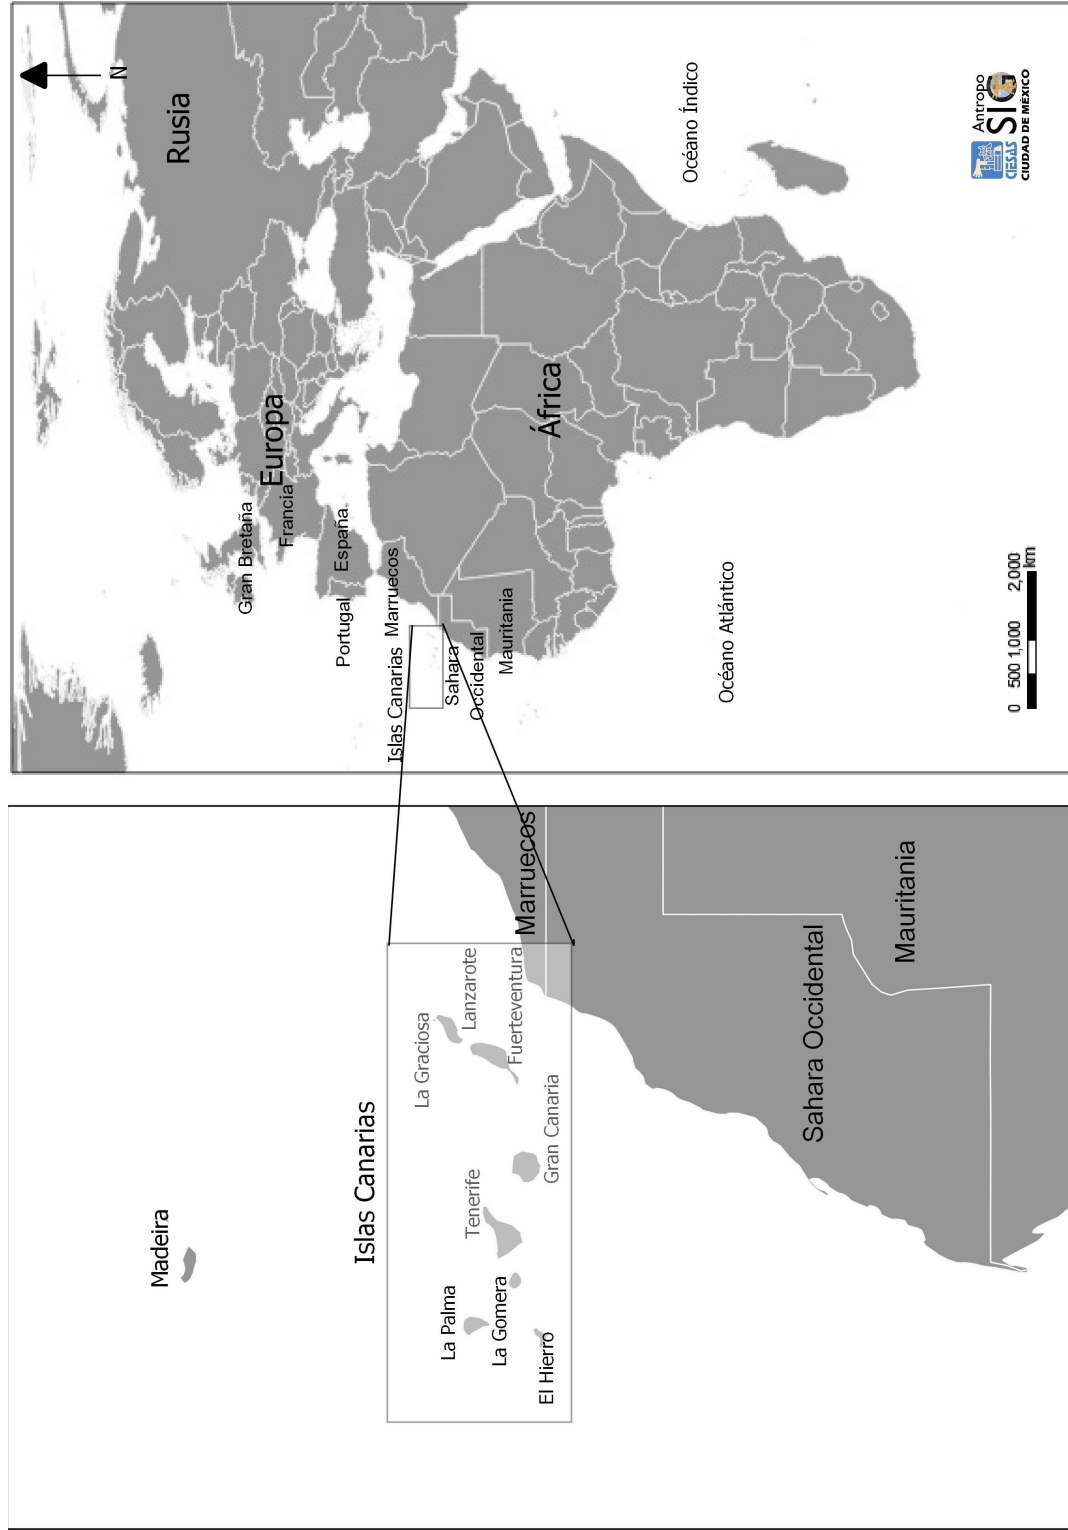 Madeira
Islas Canarias
La Palma
La Gomera
El Hierro
Tenerife
Gran Canaria
La Graciosa
Lanzarote
Fuerteventura
Marruecos
Sahara Occidental
Mauritania
N
Rusia
Europa
Gran Bretaña
Francia
Portugal
España
Islas Canarias
Marruecos
Sahara
Occidental
Mauritania
África
Océano Índico
Océano Atlántico
0 500 1,000 2,000
km
CIESAS
Antropo
SIG
CIUDAD DE MÉXICO